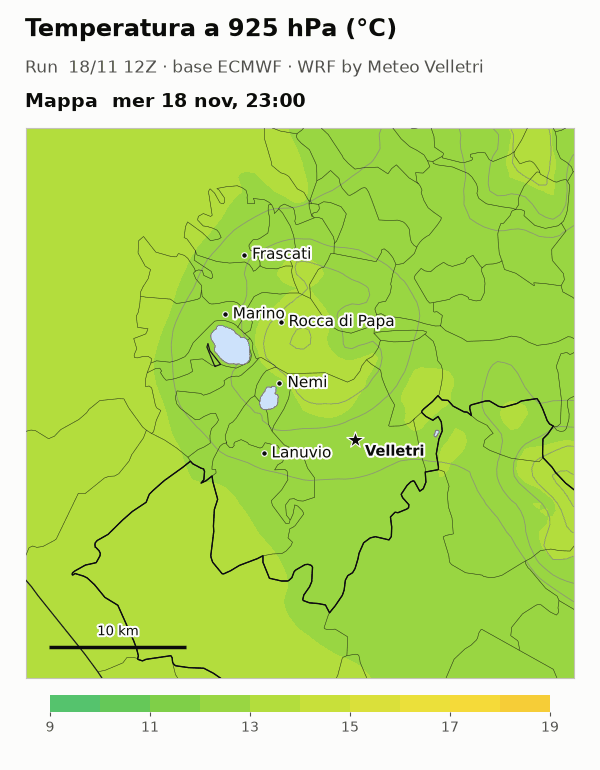 Temperatura a 925 hPa (°C)
Run  18/11 12Z · base ECMWF · WRF by Meteo Velletri
Mappa  mer 18 nov, 23:00
Frascati
Marino
Rocca di Papa
Nemi
Velletri
Lanuvio
10 km
9 11 13 15 17 19